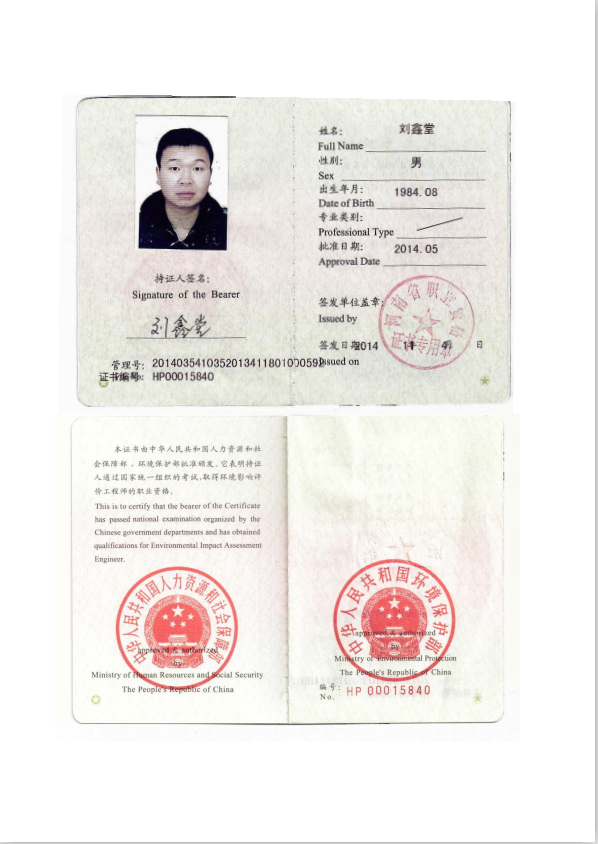 姓名: 刘鑫堂
Full Name
性别: 男
Sex
出生年月: 1984.08
Date of Birth
专业类别:
Professional Type
批准日期: 2014.05
Approval Date
持证人签名:
Signature of the Bearer
刘鑫堂
签发单位盖章:
Issued by
河南省职业资格
证书专用章
签发日期 2014 11 4 日
Issued on
管理号: 2014035410352013411801000592
证书编号: HP00015840
本证书由中华人民共和国人力资源和社
会保障部、环境保护部批准颁发。它表明持证
人通过国家统一组织的考试,取得环境影响评
价工程师的职业资格。
This is to certify that the bearer of the Certificate
has passed national examination organized by the
Chinese government departments and has obtained
qualifications for Environmental Impact Assessment
Engineer.
中华人民共和国人力资源和社会保障部
approved & authorized
by
Ministry of Human Resources and Social Security
The People's Republic of China
中华人民共和国环境保护部
approved & authorized
by
Ministry of Environmental Protection
The People's Republic of China
编号: HP 00015840
No.